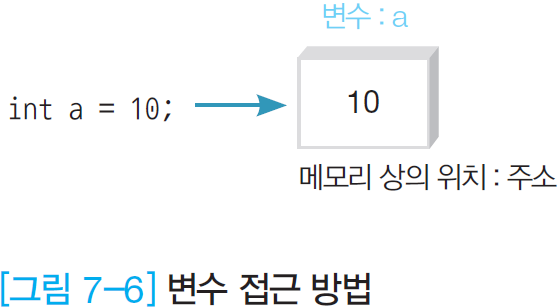 변수 : a
int a = 10;
10
메모리 상의 위치 : 주소
[그림 7-6] 변수 접근 방법